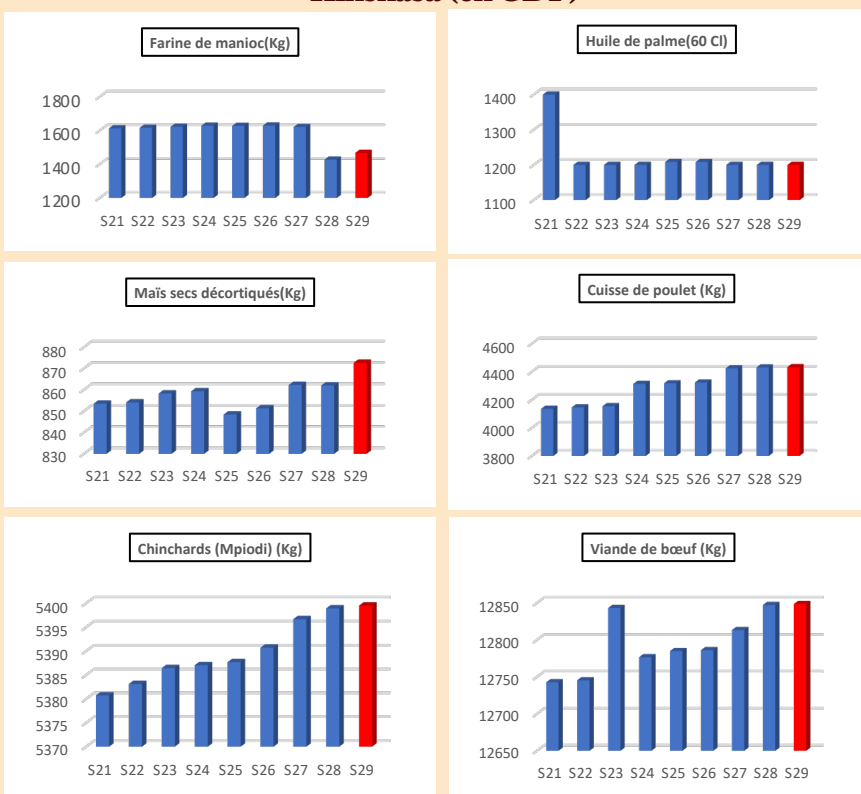 Kinshasa (en CDF)
Farine de manioc(Kg)
1800
1600
1400
1200
S21 S22 S23 S24 S25 S26 S27 S28 S29
Huile de palme(60 Cl)
1400
1300
1200
1100
S21 S22 S23 S24 S25 S26 S27 S28 S29
Maïs secs décortiqués(Kg)
880
870
860
850
840
830
S21 S22 S23 S24 S25 S26 S27 S28 S29
Cuisse de poulet (Kg)
4600
4400
4200
4000
3800
S21 S22 S23 S24 S25 S26 S27 S28 S29
Chinchards (Mpiodi) (Kg)
5400
5395
5390
5385
5380
5375
5370
S21 S22 S23 S24 S25 S26 S27 S28 S29
Viande de bœuf (Kg)
12850
12800
12750
12700
12650
S21 S22 S23 S24 S25 S26 S27 S28 S29